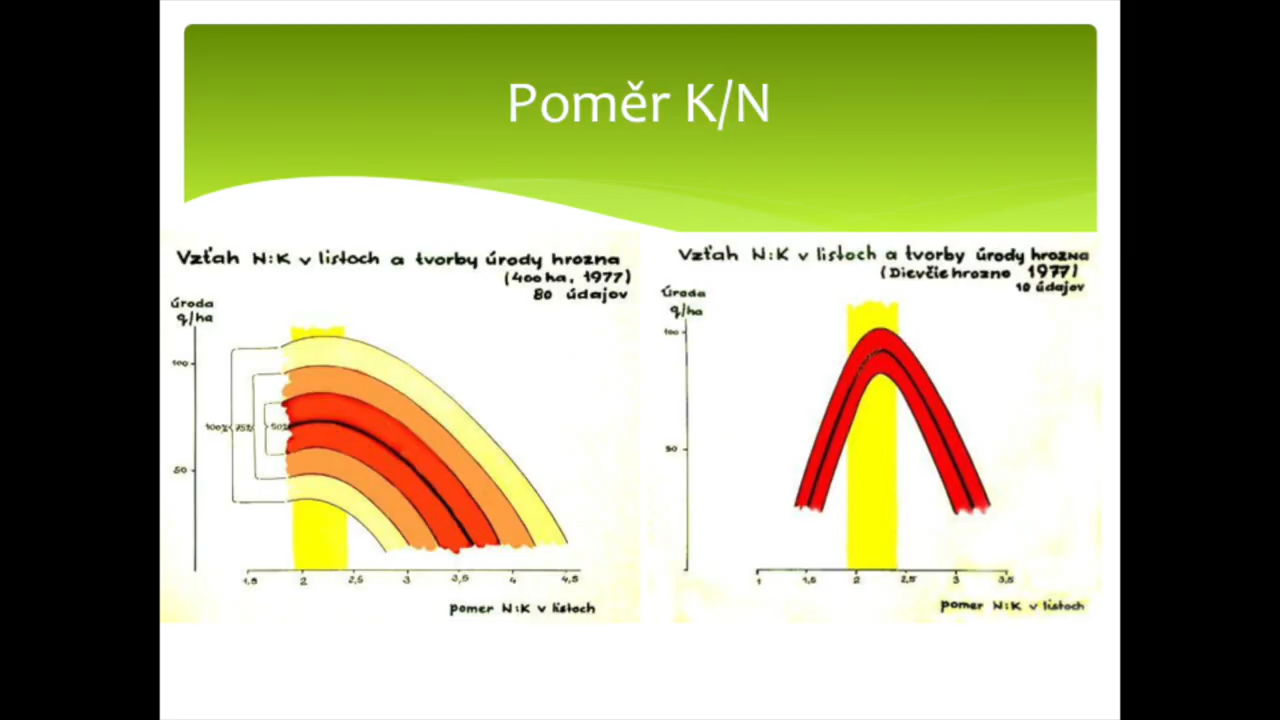 Poměr K/N
Vzťah N:K v listoch a tvorby úrody hrozna
(400 ha, 1977)
80 údajov
úroda
q/ha
100
100% 75% 50%
50
1,5 2 2,5 3 3,5 4 4,5
pomer N:K v listoch
Vzťah N:K v listoch a tvorby úrody hrozna
(Dievčie hrozno 1977)
10 údajov
Úroda
q/ha
100
50
1 1,5 2 2,5 3 3,5
pomer N:K v listoch